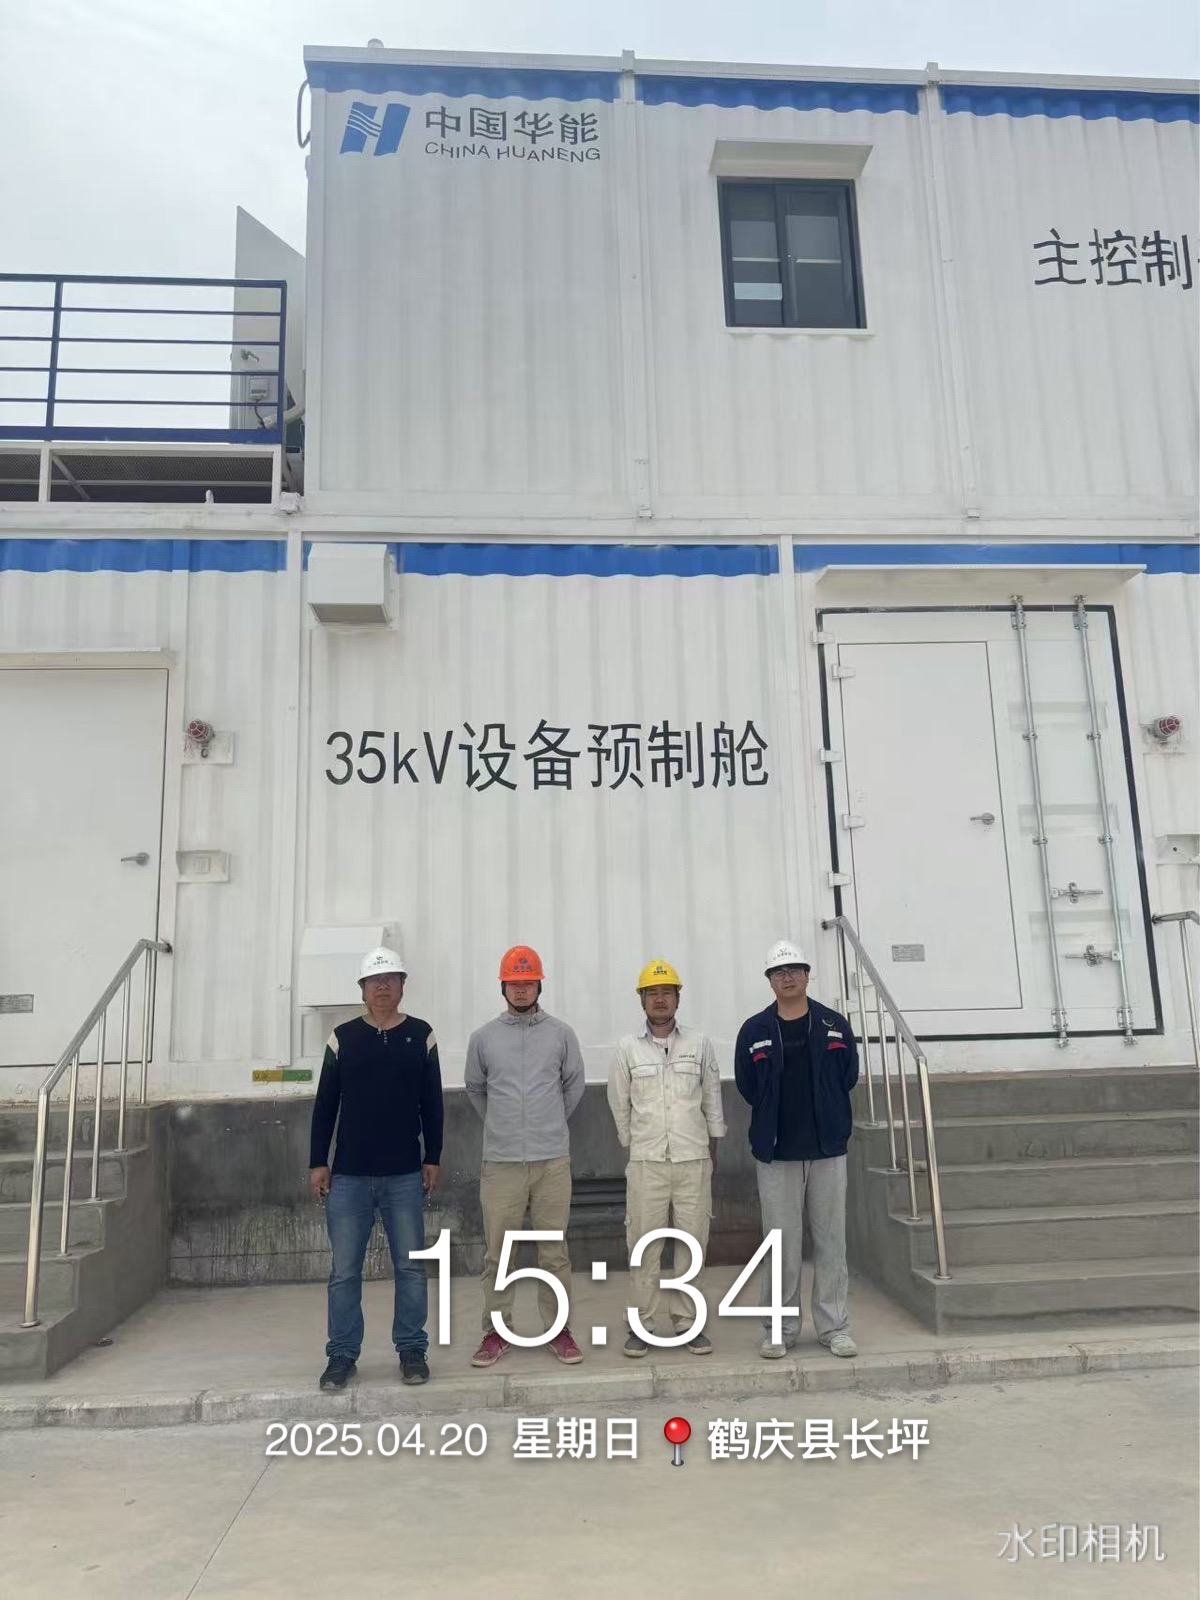 中国华能
CHINA HUANENG
主控制
35kV设备预制舱
15:34
2025.04.20 星期日 📍 鹤庆县长坪
水印相机